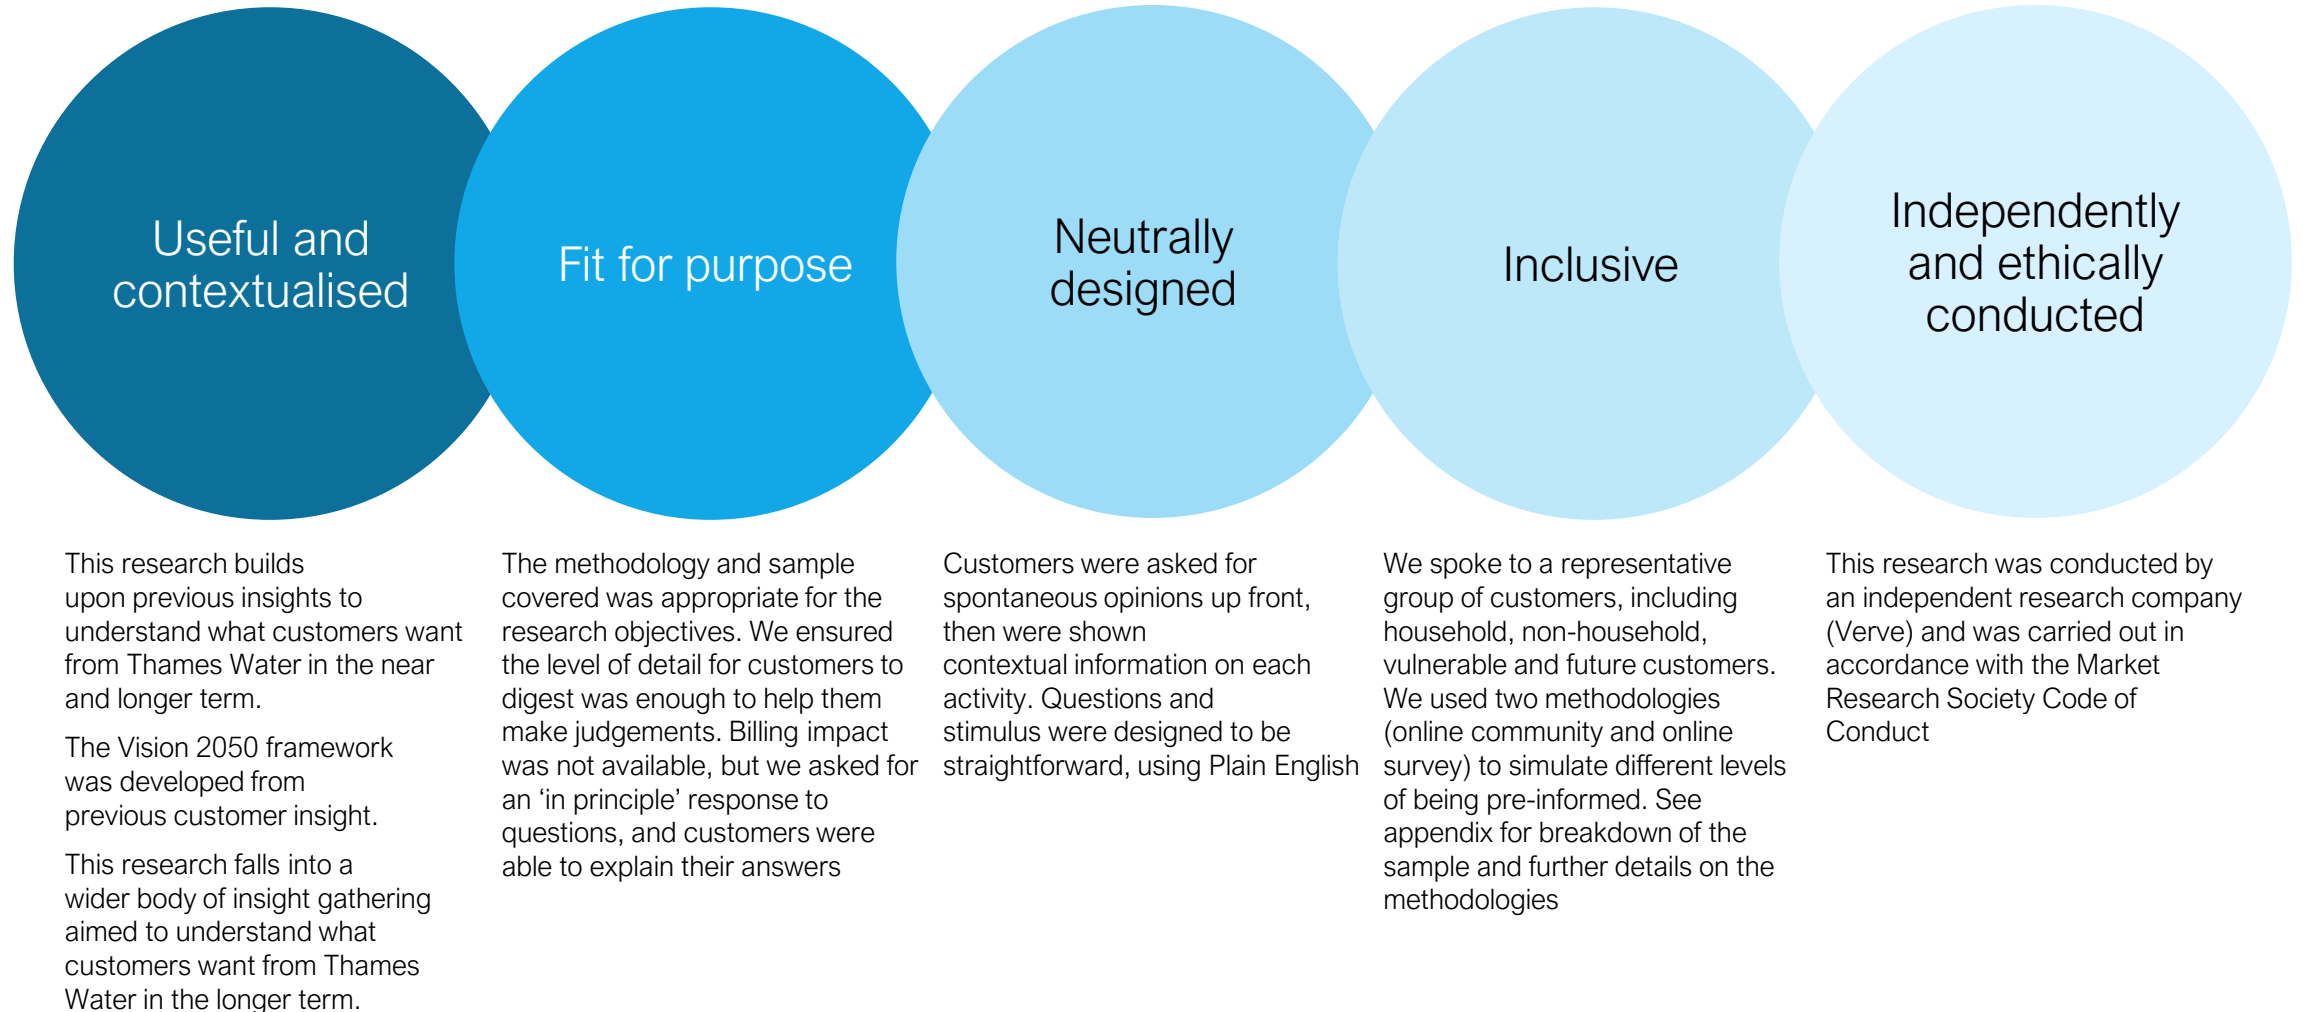 Useful and
contextualised
Fit for purpose
Neutrally
designed
Inclusive
Independently
and ethically
conducted
This research builds
upon previous insights to
understand what customers want
from Thames Water in the near
and longer term.
The Vision 2050 framework
was developed from
previous customer insight.
This research falls into a
wider body of insight gathering
aimed to understand what
customers want from Thames
Water in the longer term.
The methodology and sample
covered was appropriate for the
research objectives. We ensured
the level of detail for customers to
digest was enough to help them
make judgements. Billing impact
was not available, but we asked for
an ‘in principle’ response to
questions, and customers were
able to explain their answers
Customers were asked for
spontaneous opinions up front,
then were shown
contextual information on each
activity. Questions and
stimulus were designed to be
straightforward, using Plain English
We spoke to a representative
group of customers, including
household, non-household,
vulnerable and future customers.
We used two methodologies
(online community and online
survey) to simulate different levels
of being pre-informed. See
appendix for breakdown of the
sample and further details on the
methodologies
This research was conducted by
an independent research company
(Verve) and was carried out in
accordance with the Market
Research Society Code of
Conduct